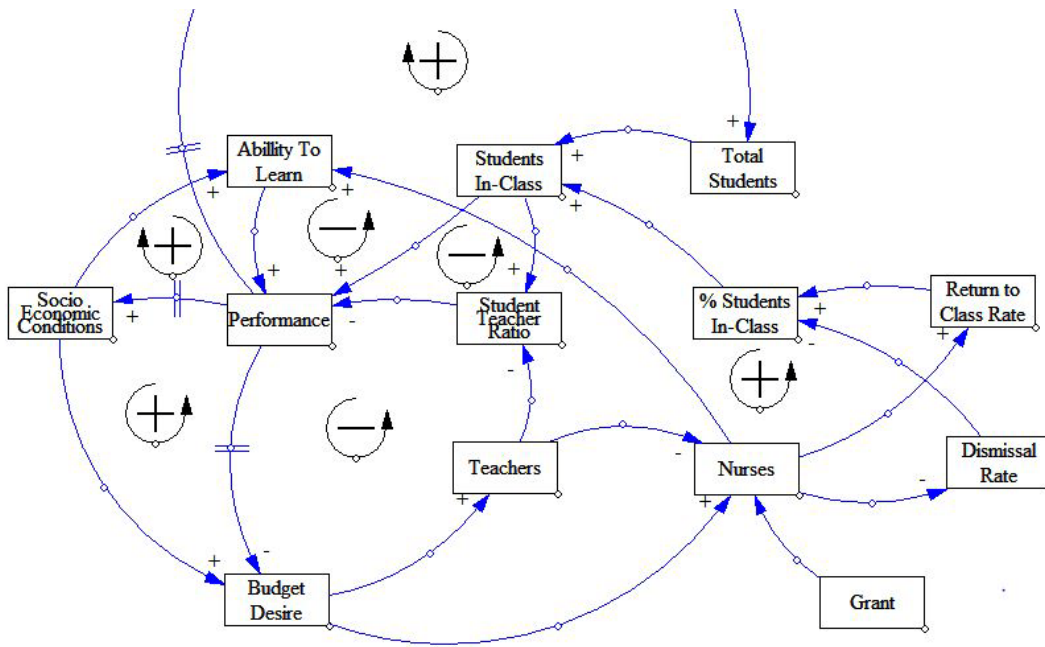 +
+
Abillity To
Learn
Students
In-Class
Total
Students
+
+
+
+
−
−
+
+
+
+
Socio
Economic
Conditions
+
Performance
-
Student
Teacher
Ratio
% Students
In-Class
+
-
Return to
Class Rate
+
-
+
+
−
Teachers
+
-
Nurses
+
Dismissal
Rate
-
+
-
Budget
Desire
Grant